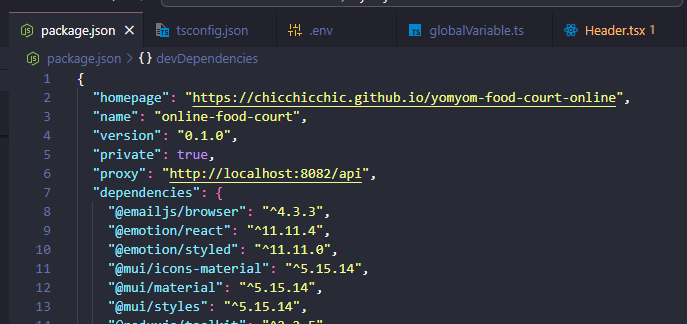 package.json tsconfig.json .env globalVariable.ts Header.tsx 1
package.json > {} devDependencies
1 {
2 "homepage": "https://chicchicchic.github.io/yomyom-food-court-online",
3 "name": "online-food-court",
4 "version": "0.1.0",
5 "private": true,
6 "proxy": "http://localhost:8082/api",
7 "dependencies": {
8 "@emailjs/browser": "^4.3.3",
9 "@emotion/react": "^11.11.4",
10 "@emotion/styled": "^11.11.0",
11 "@mui/icons-material": "^5.15.14",
12 "@mui/material": "^5.15.14",
13 "@mui/styles": "^5.15.14",